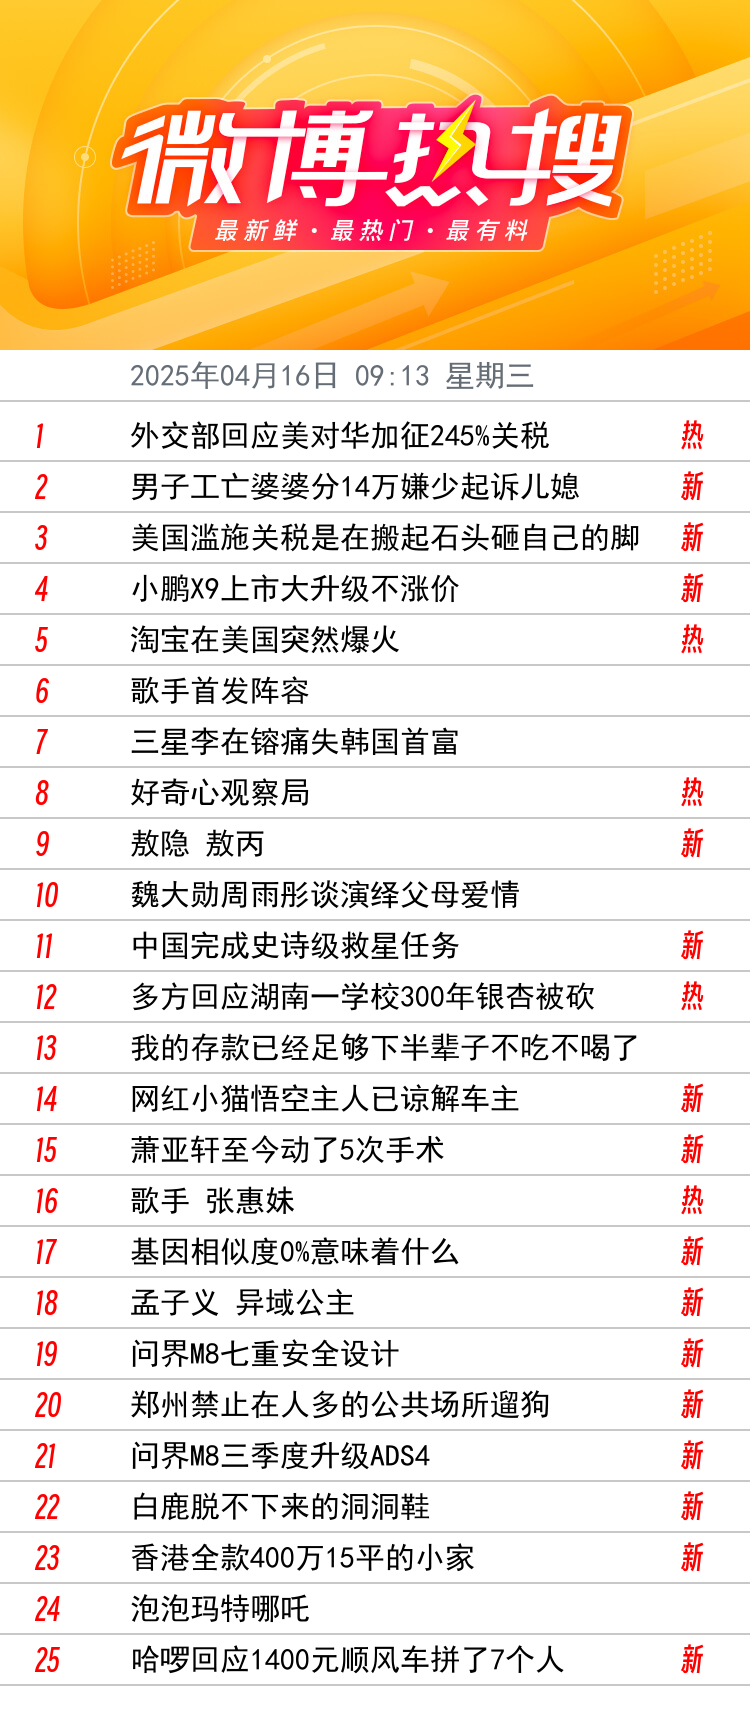 微博热搜
最新鲜·最热门·最有料
2025年04月16日 09:13 星期三
1 外交部回应美对华加征245%关税 热
2 男子工亡婆婆分14万嫌少起诉儿媳 新
3 美国滥施关税是在搬起石头砸自己的脚 新
4 小鹏X9上市大升级不涨价 新
5 淘宝在美国突然爆火 热
6 歌手首发阵容
7 三星李在镕痛失韩国首富
8 好奇心观察局 热
9 敖隐 敖丙 新
10 魏大勋周雨彤谈演绎父母爱情
11 中国完成史诗级救星任务 新
12 多方回应湖南一学校300年银杏被砍 热
13 我的存款已经足够下半辈子不吃不喝了
14 网红小猫悟空主人已谅解车主 新
15 萧亚轩至今动了5次手术 新
16 歌手 张惠妹 热
17 基因相似度0%意味着什么 新
18 孟子义 异域公主 新
19 问界M8七重安全设计 新
20 郑州禁止在人多的公共场所遛狗 新
21 问界M8三季度升级ADS4 新
22 白鹿脱不下来的洞洞鞋 新
23 香港全款400万15平的小家 新
24 泡泡玛特哪吒
25 哈啰回应1400元顺风车拼了7个人 新